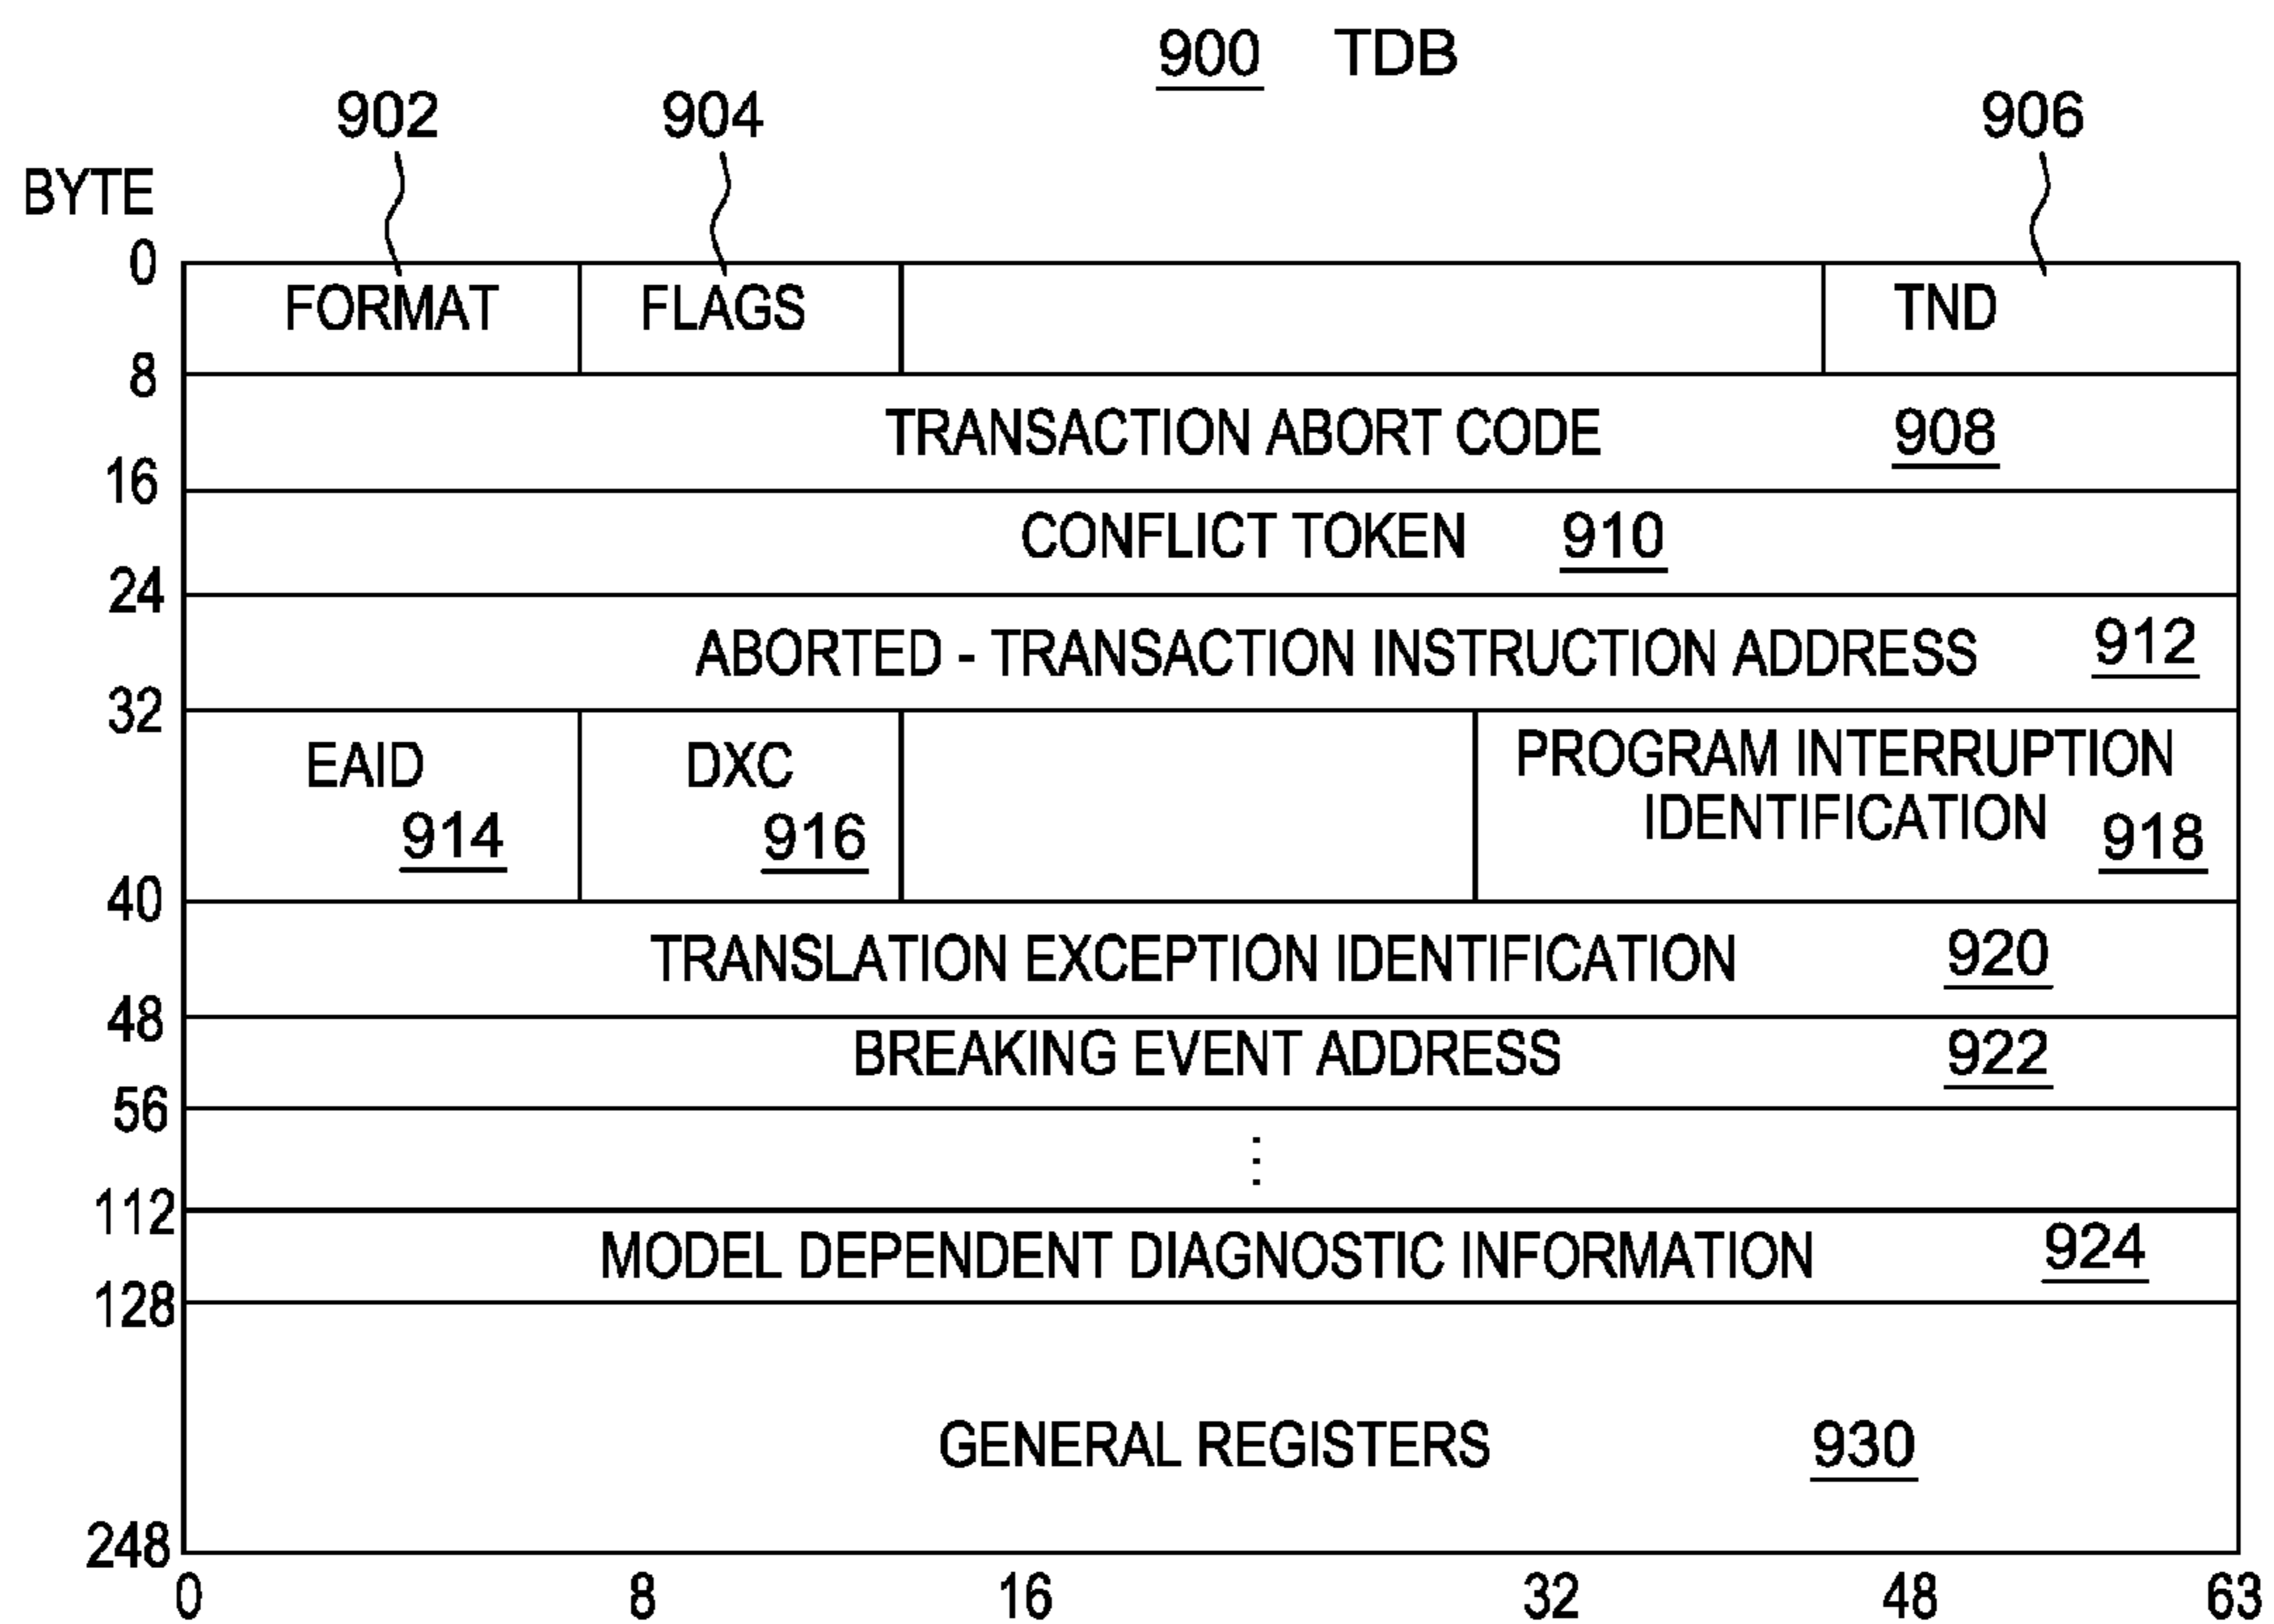 900 TDB
902 904 906
BYTE
0
FORMAT FLAGS TND
8
TRANSACTION ABORT CODE 908
16
CONFLICT TOKEN 910
24
ABORTED - TRANSACTION INSTRUCTION ADDRESS 912
32
EAID DXC PROGRAM INTERRUPTION
IDENTIFICATION
914 916 918
40
TRANSLATION EXCEPTION IDENTIFICATION 920
48
BREAKING EVENT ADDRESS 922
56
⋮
112
MODEL DEPENDENT DIAGNOSTIC INFORMATION 924
128
GENERAL REGISTERS 930
248
0 8 16 32 48 63